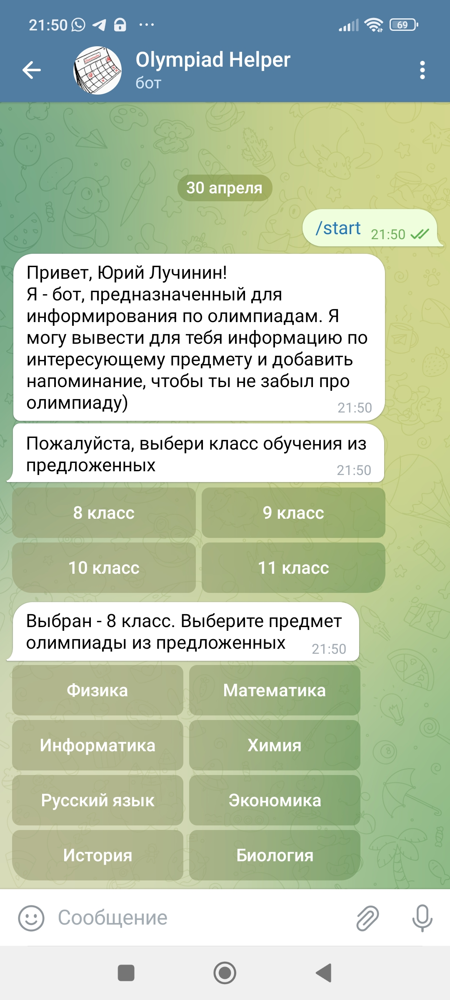 21:50
69
Olympiad Helper
бот
30 апреля
/start 21:50
Привет, Юрий Лучинин!
Я - бот, предназначенный для
информирования по олимпиадам. Я
могу вывести для тебя информацию по
интересующему предмету и добавить
напоминание, чтобы ты не забыл про
олимпиаду)
21:50
Пожалуйста, выбери класс обучения из
предложенных
21:50
8 класс
9 класс
10 класс
11 класс
Выбран - 8 класс. Выберите предмет
олимпиады из предложенных
21:50
Физика
Математика
Информатика
Химия
Русский язык
Экономика
История
Биология
Сообщение